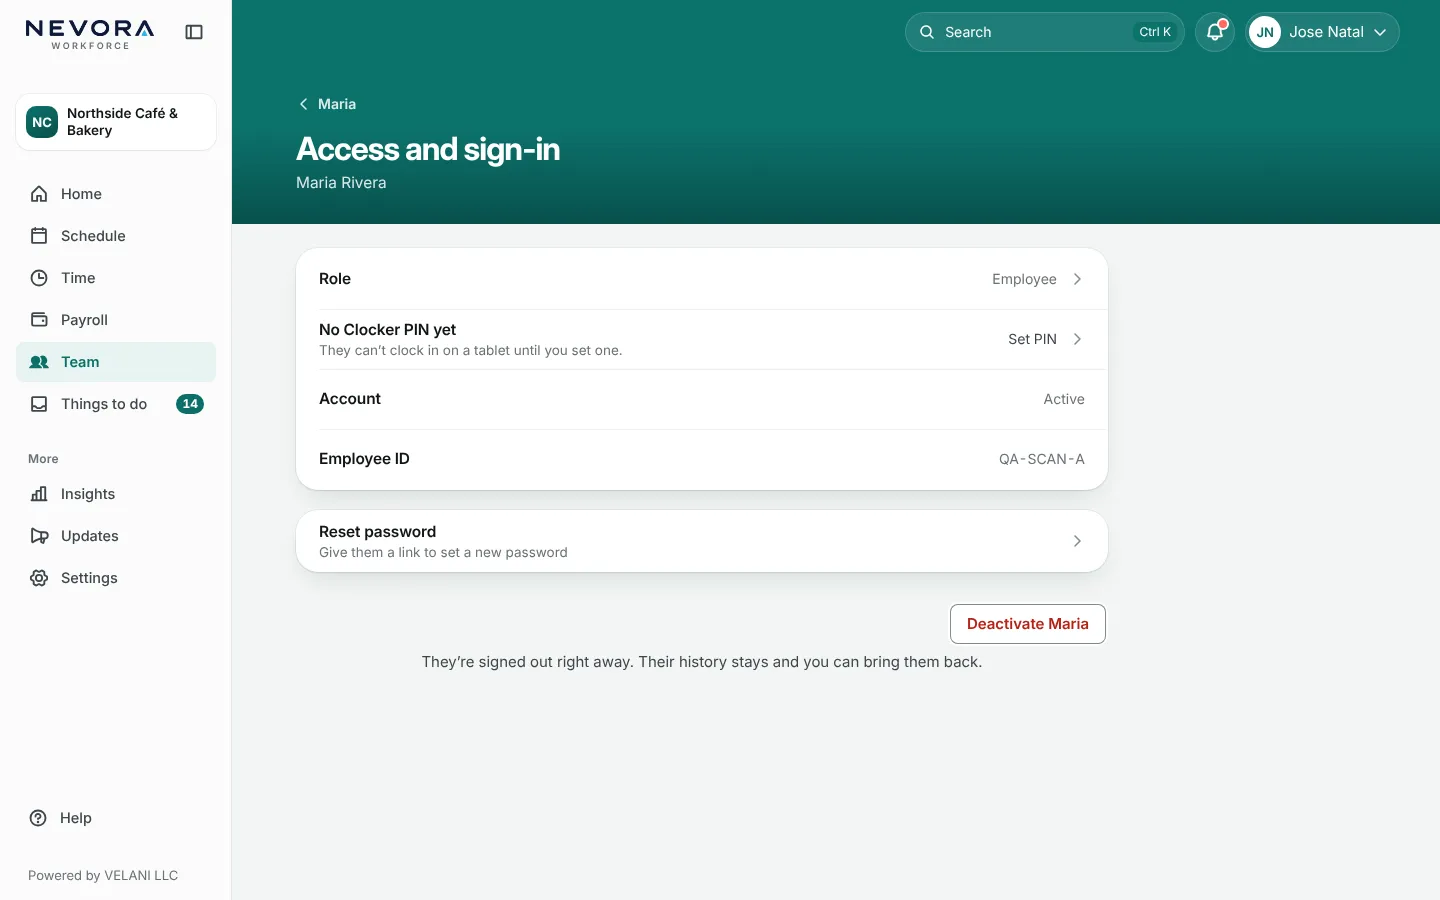 NEVORA
WORKFORCE
Search
Ctrl K
JN
Jose Natal
NC
Northside Café &
Bakery
Home
Schedule
Time
Payroll
Team
Things to do
14
More
Insights
Updates
Settings
Help
Powered by VELANI LLC
Maria
Access and sign-in
Maria Rivera
Role
Employee
No Clocker PIN yet
They can’t clock in on a tablet until you set one.
Set PIN
Account
Active
Employee ID
QA-SCAN-A
Reset password
Give them a link to set a new password
Deactivate Maria
They’re signed out right away. Their history stays and you can bring them back.